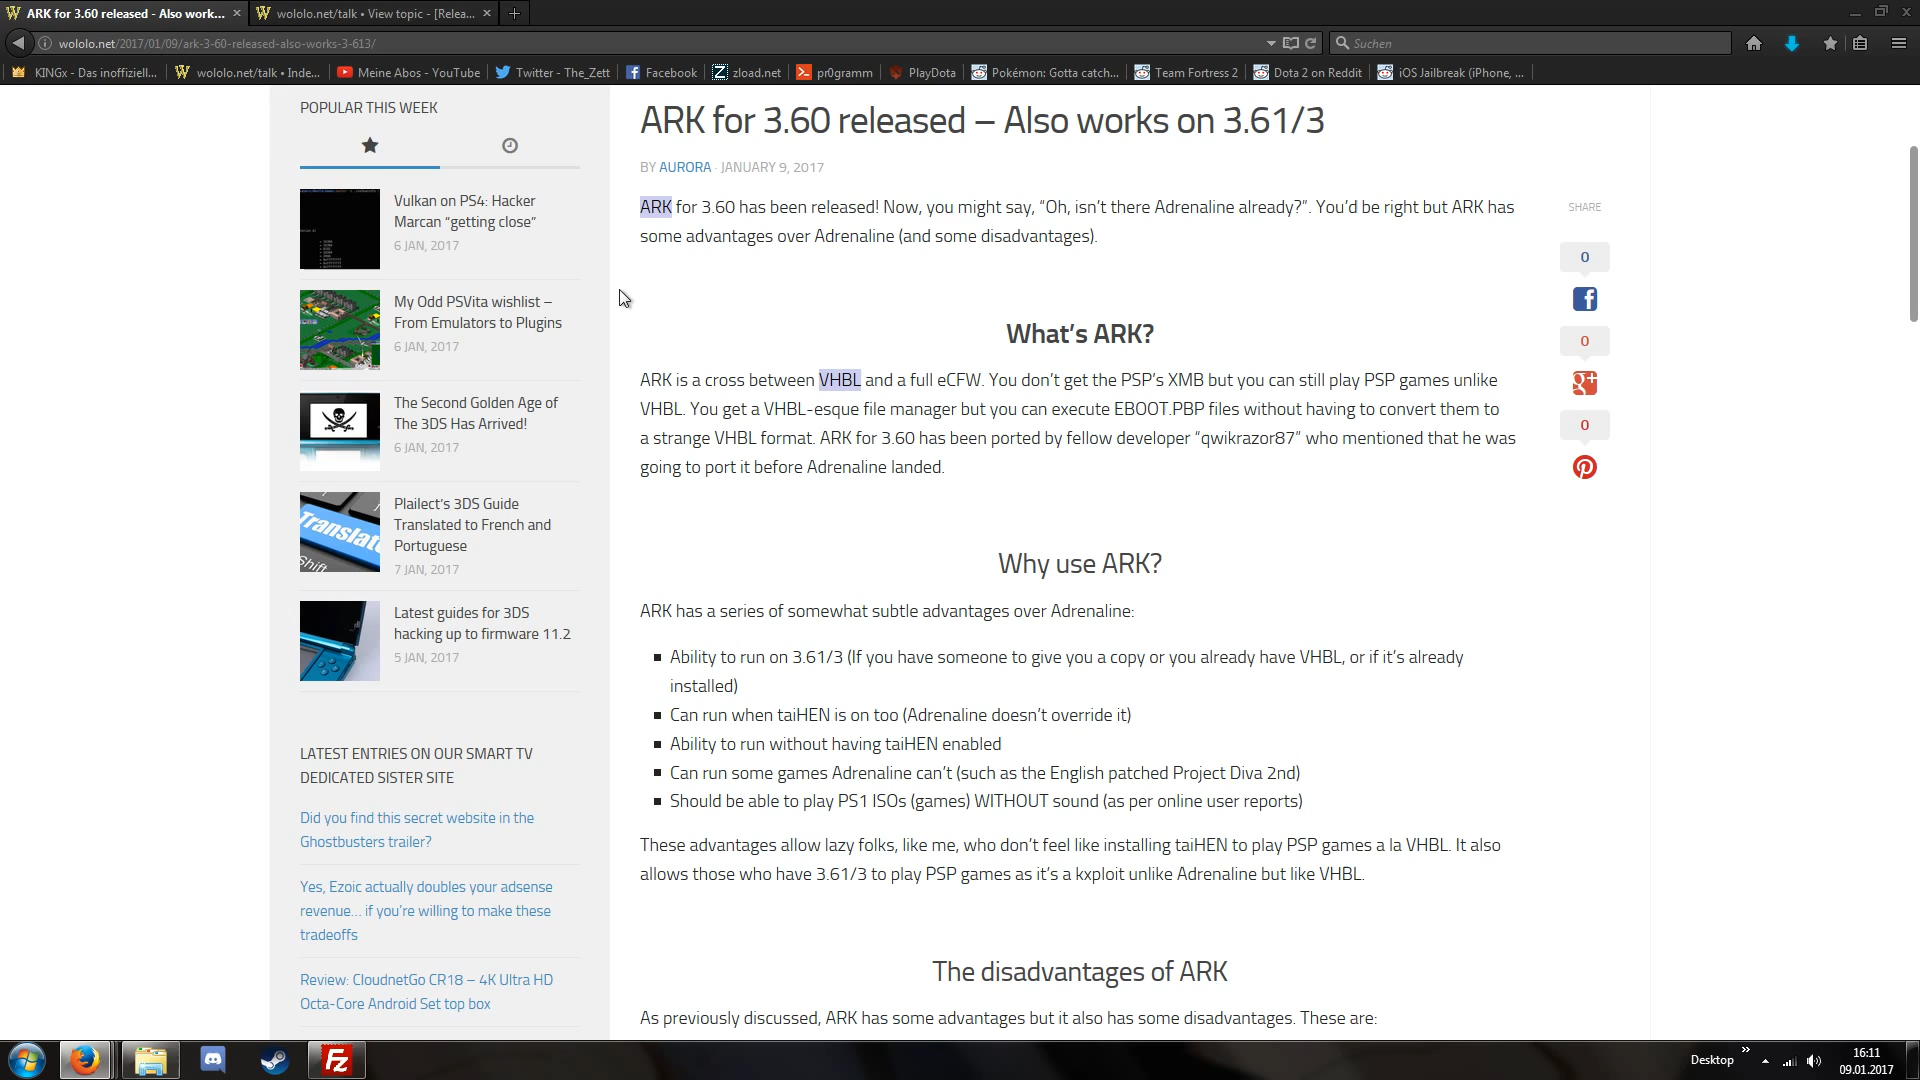 ARK for 3.60 released - Also work...
wololo.net/talk • View topic - [Relea...
wololo.net/2017/01/09/ark-3-60-released-also-works-3-613/
Suchen
KINGx - Das inoffiziell...
wololo.net/talk • Inde...
Meine Abos - YouTube
Twitter - The_Zett
Facebook
zload.net
pr0gramm
PlayDota
Pokémon: Gotta catch...
Team Fortress 2
Dota 2 on Reddit
iOS Jailbreak (iPhone, ...
POPULAR THIS WEEK
Vulkan on PS4: Hacker
Marcan “getting close”
6 JAN, 2017
My Odd PSVita wishlist –
From Emulators to Plugins
6 JAN, 2017
The Second Golden Age of
The 3DS Has Arrived!
6 JAN, 2017
Translate
Shift
Plailect’s 3DS Guide
Translated to French and
Portuguese
7 JAN, 2017
Latest guides for 3DS
hacking up to firmware 11.2
5 JAN, 2017
LATEST ENTRIES ON OUR SMART TV
DEDICATED SISTER SITE
Did you find this secret website in the
Ghostbusters trailer?
Yes, Ezoic actually doubles your adsense
revenue… if you’re willing to make these
tradeoffs
Review: CloudnetGo CR18 – 4K Ultra HD
Octa-Core Android Set top box
ARK for 3.60 released – Also works on 3.61/3
BY AURORA · JANUARY 9, 2017
ARK for 3.60 has been released! Now, you might say, “Oh, isn’t there Adrenaline already?”. You’d be right but ARK has
some advantages over Adrenaline (and some disadvantages).
What’s ARK?
ARK is a cross between VHBL and a full eCFW. You don’t get the PSP’s XMB but you can still play PSP games unlike
VHBL. You get a VHBL-esque file manager but you can execute EBOOT.PBP files without having to convert them to
a strange VHBL format. ARK for 3.60 has been ported by fellow developer “qwikrazor87” who mentioned that he was
going to port it before Adrenaline landed.
Why use ARK?
ARK has a series of somewhat subtle advantages over Adrenaline:
Ability to run on 3.61/3 (If you have someone to give you a copy or you already have VHBL, or if it’s already
installed)
Can run when taiHEN is on too (Adrenaline doesn’t override it)
Ability to run without having taiHEN enabled
Can run some games Adrenaline can’t (such as the English patched Project Diva 2nd)
Should be able to play PS1 ISOs (games) WITHOUT sound (as per online user reports)
These advantages allow lazy folks, like me, who don’t feel like installing taiHEN to play PSP games a la VHBL. It also
allows those who have 3.61/3 to play PSP games as it’s a kxploit unlike Adrenaline but like VHBL.
The disadvantages of ARK
As previously discussed, ARK has some advantages but it also has some disadvantages. These are:
SHARE
0
0
0
Desktop
16:11
09.01.2017